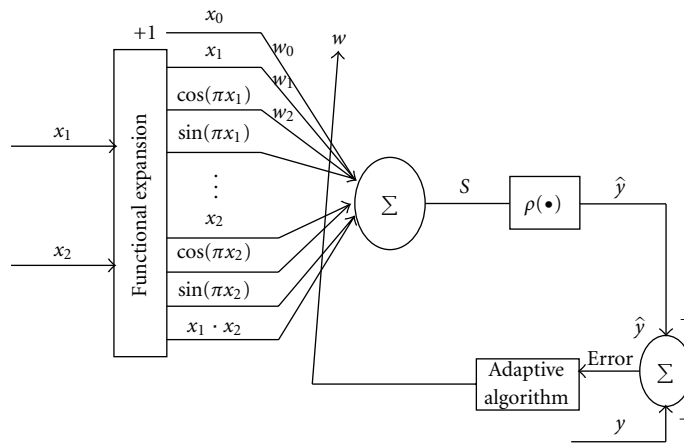 +1
x₀
w
w₀
x₁
w₁
cos(πx₁)
w₂
x₁
sin(πx₁)
⋮
Functional expansion
Σ
S
ρ(•)
ŷ
x₂
x₂
cos(πx₂)
sin(πx₂)
x₁ · x₂
ŷ
Adaptive
algorithm
Error
Σ
y